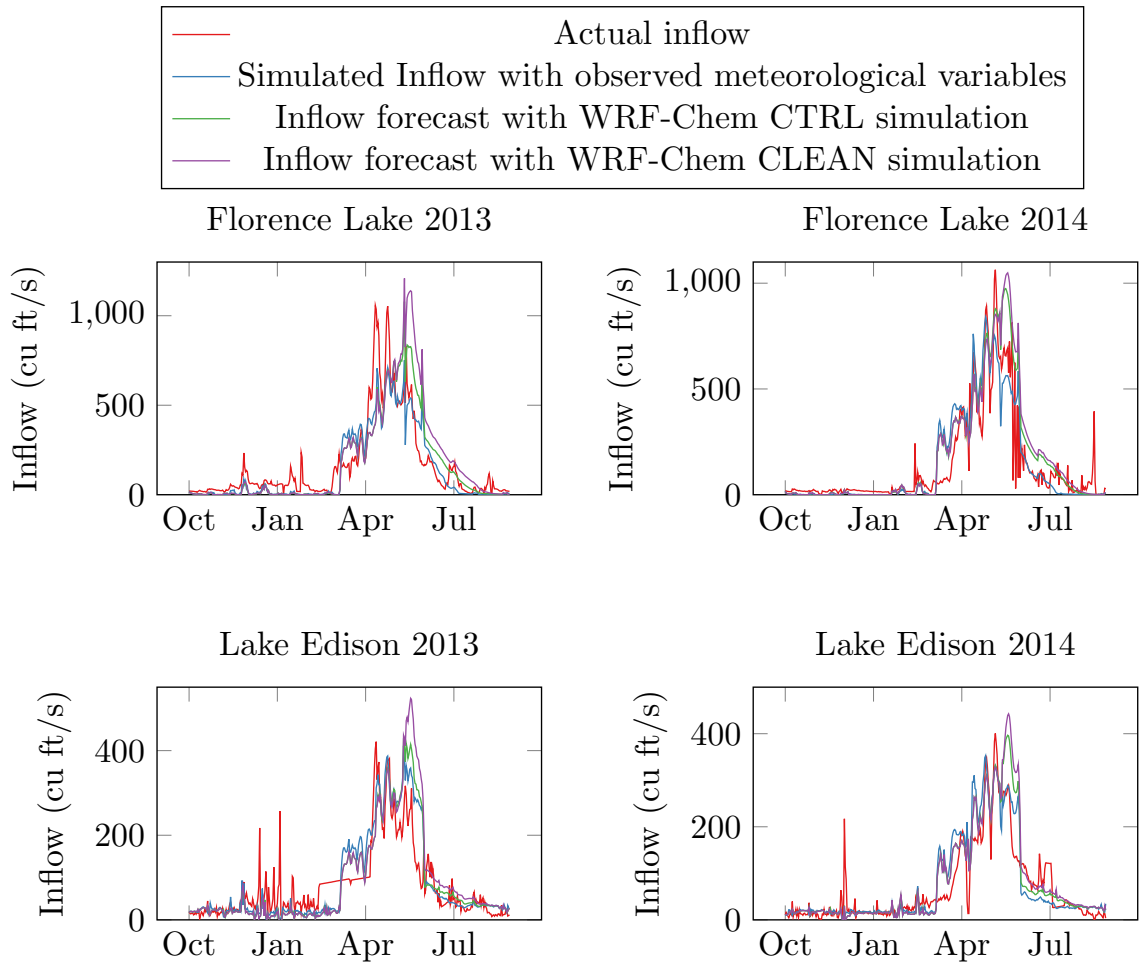 Actual inflow
Simulated Inflow with observed meteorological variables
Inflow forecast with WRF-Chem CTRL simulation
Inflow forecast with WRF-Chem CLEAN simulation
Florence Lake 2013
Inflow (cu ft/s)
1,000
500
0
Oct Jan Apr Jul
Florence Lake 2014
Inflow (cu ft/s)
1,000
500
0
Oct Jan Apr Jul
Lake Edison 2013
Inflow (cu ft/s)
400
200
0
Oct Jan Apr Jul
Lake Edison 2014
Inflow (cu ft/s)
400
200
0
Oct Jan Apr Jul